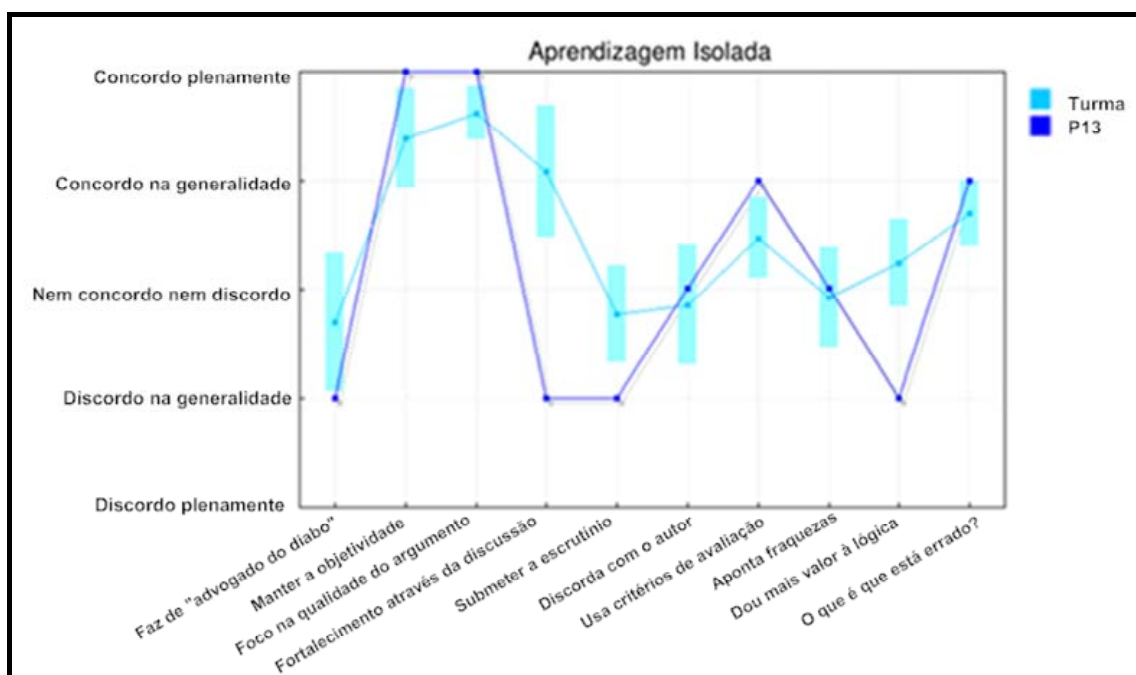 Aprendizagem Isolada
Concordo plenamente
Concordo na generalidade
Nem concordo nem discordo
Discordo na generalidade
Discordo plenamente
Turma
P13
Faz de "advogado do diabo"
Manter a objetividade
Foco na qualidade do argumento
Fortalecimento através da discussão
Submeter a escrutínio
Discorda com o autor
Usa critérios de avaliação
Aponta fraquezas
Dou mais valor à lógica
O que é que está errado?